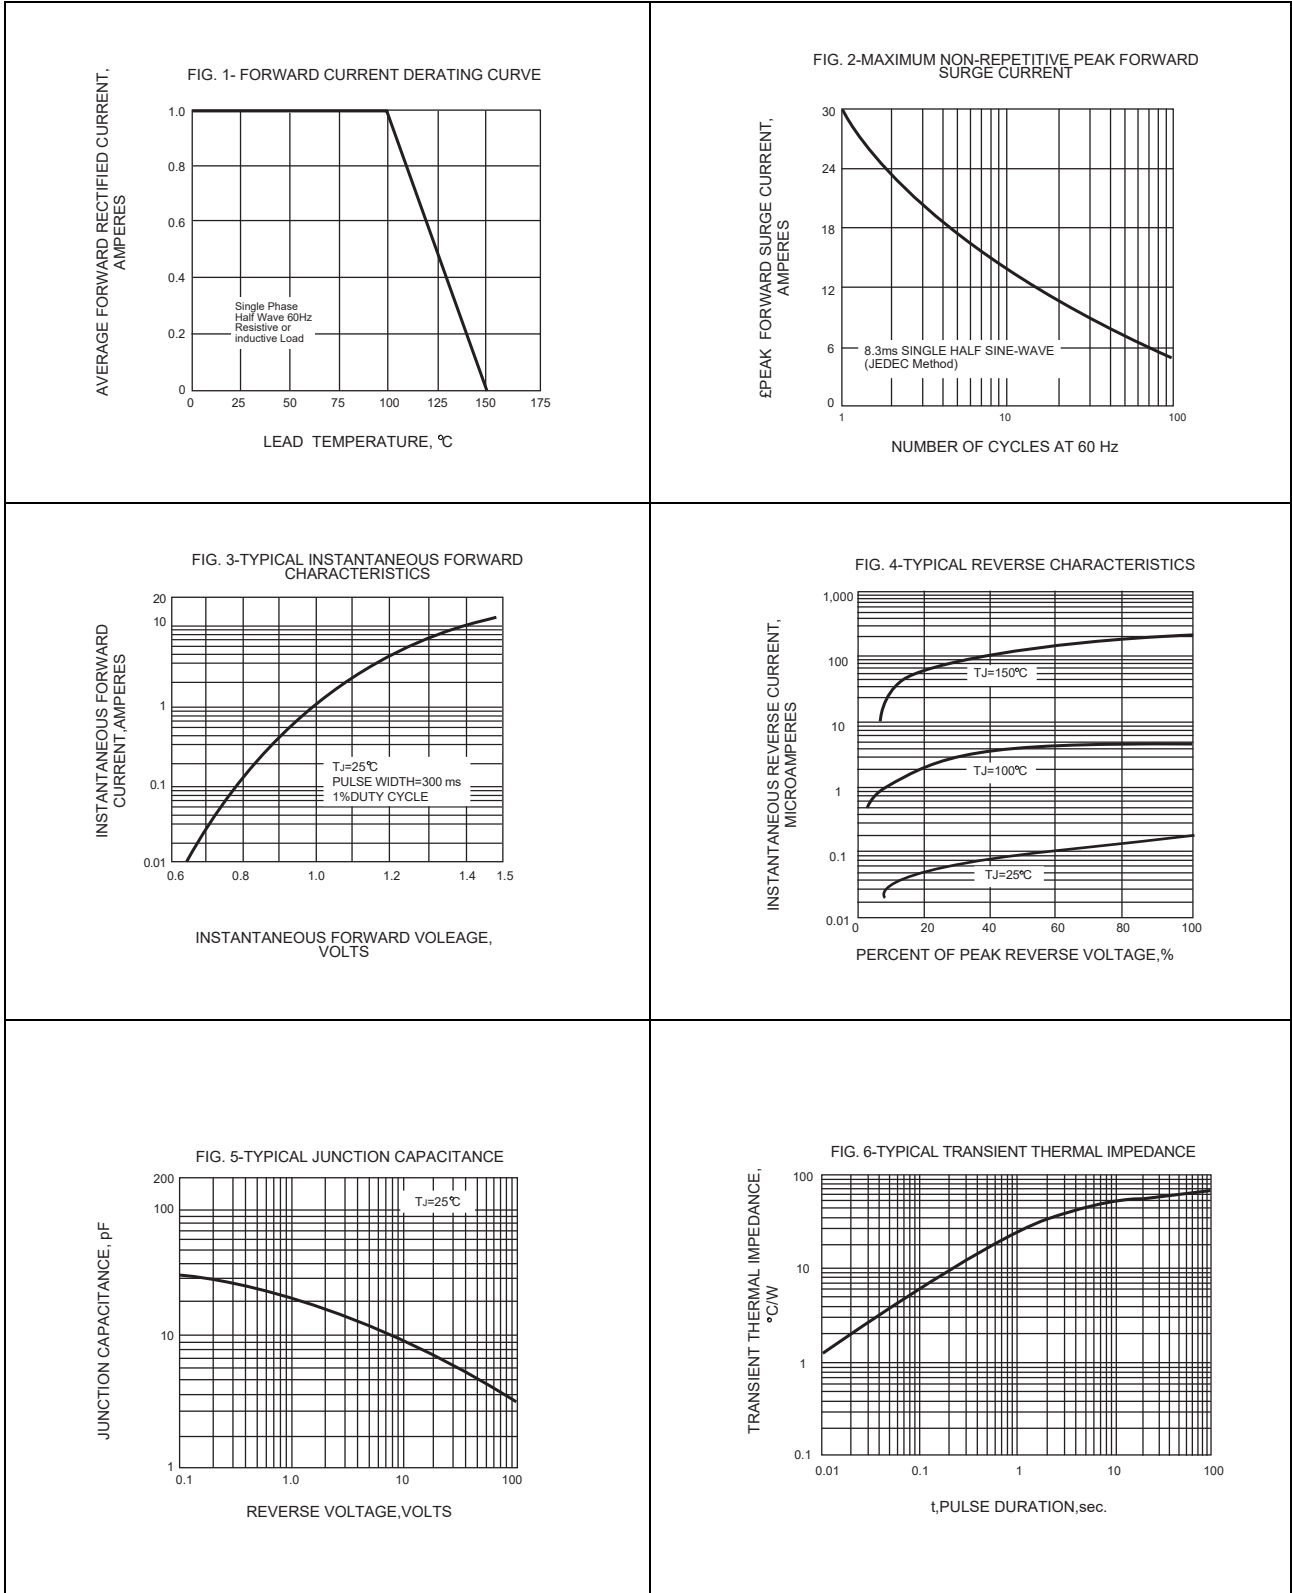 FIG. 1- FORWARD CURRENT DERATING CURVE
AVERAGE FORWARD RECTIFIED CURRENT,
AMPERES
1.0
0.8
0.6
0.4
0.2
0
Single Phase
Half Wave 60Hz
Resistive or
inductive Load
0 25 50 75 100 125 150 175
LEAD TEMPERATURE, °C
FIG. 2-MAXIMUM NON-REPETITIVE PEAK FORWARD
SURGE CURRENT
£PEAK FORWARD SURGE CURRENT,
AMPERES
30
24
18
12
6
0
8.3ms SINGLE HALF SINE-WAVE
(JEDEC Method)
1 10 100
NUMBER OF CYCLES AT 60 Hz
FIG. 3-TYPICAL INSTANTANEOUS FORWARD
CHARACTERISTICS
INSTANTANEOUS FORWARD
CURRENT,AMPERES
20
10
1
0.1
0.01
TJ=25°C
PULSE WIDTH=300 ms
1%DUTY CYCLE
0.6 0.8 1.0 1.2 1.4 1.5
INSTANTANEOUS FORWARD VOLEAGE,
VOLTS
FIG. 4-TYPICAL REVERSE CHARACTERISTICS
INSTANTANEOUS REVERSE CURRENT,
MICROAMPERES
1,000
100
10
1
0.1
0.01
TJ=150°C
TJ=100°C
TJ=25°C
0 20 40 60 80 100
PERCENT OF PEAK REVERSE VOLTAGE,%
FIG. 5-TYPICAL JUNCTION CAPACITANCE
JUNCTION CAPACITANCE, pF
200
100
10
1
TJ=25°C
0.1 1.0 10 100
REVERSE VOLTAGE,VOLTS
FIG. 6-TYPICAL TRANSIENT THERMAL IMPEDANCE
TRANSIENT THERMAL IMPEDANCE,
°C/W
100
10
1
0.1
0.01 0.1 1 10 100
t,PULSE DURATION,sec.